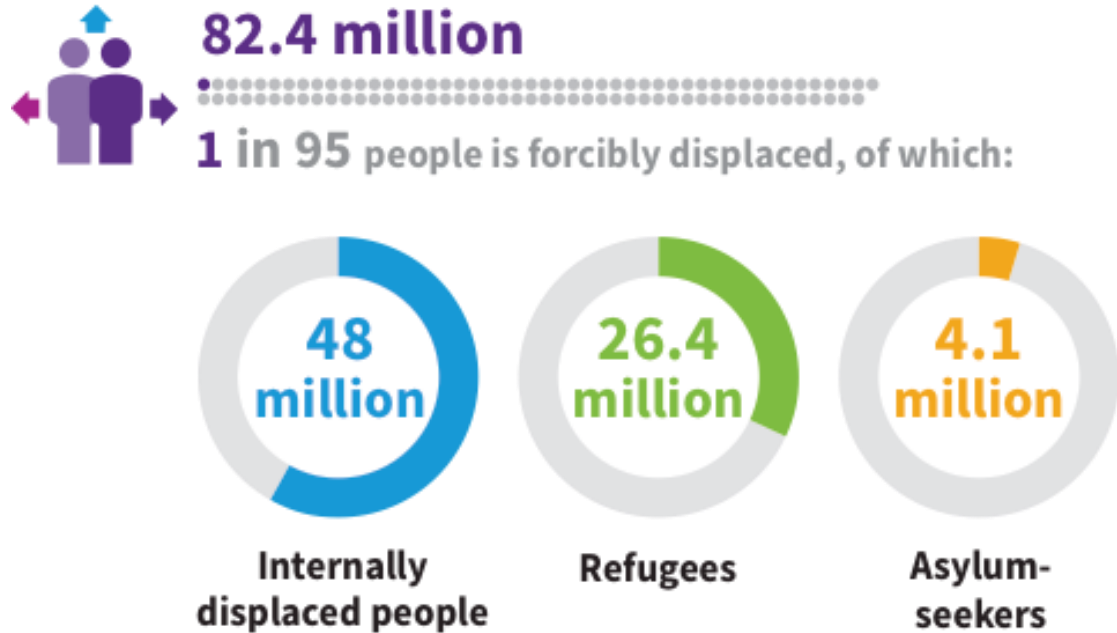 82.4 million
1 in 95 people is forcibly displaced, of which:
48
million
26.4
million
4.1
million
Internally
displaced people
Refugees
Asylum-
seekers